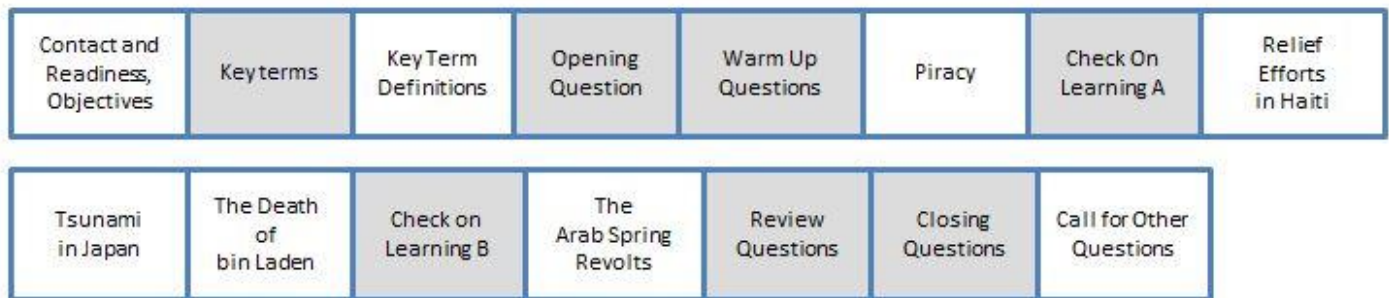 Contact and
Readiness,
Objectives
Key terms
Key Term
Definitions
Opening
Question
Warm Up
Questions
Piracy
Check On
Learning A
Relief
Efforts
in Haiti
Tsunami
in Japan
The Death
of
bin Laden
Check on
Learning B
The
Arab Spring
Revolts
Review
Questions
Closing
Questions
Call for Other
Questions